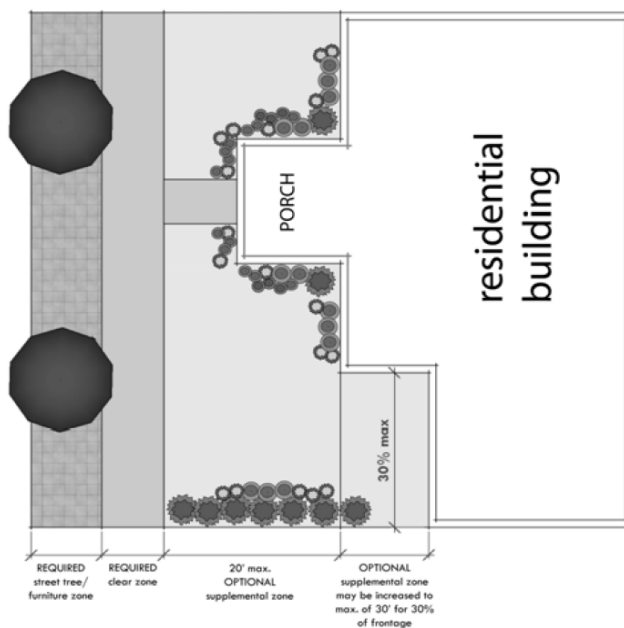 PORCH
residential
building
30% max
REQUIRED
street tree/
furniture zone
REQUIRED
clear zone
20' max.
OPTIONAL
supplemental zone
OPTIONAL
supplemental zone
may be increased to
max. of 30' for 30%
of frontage